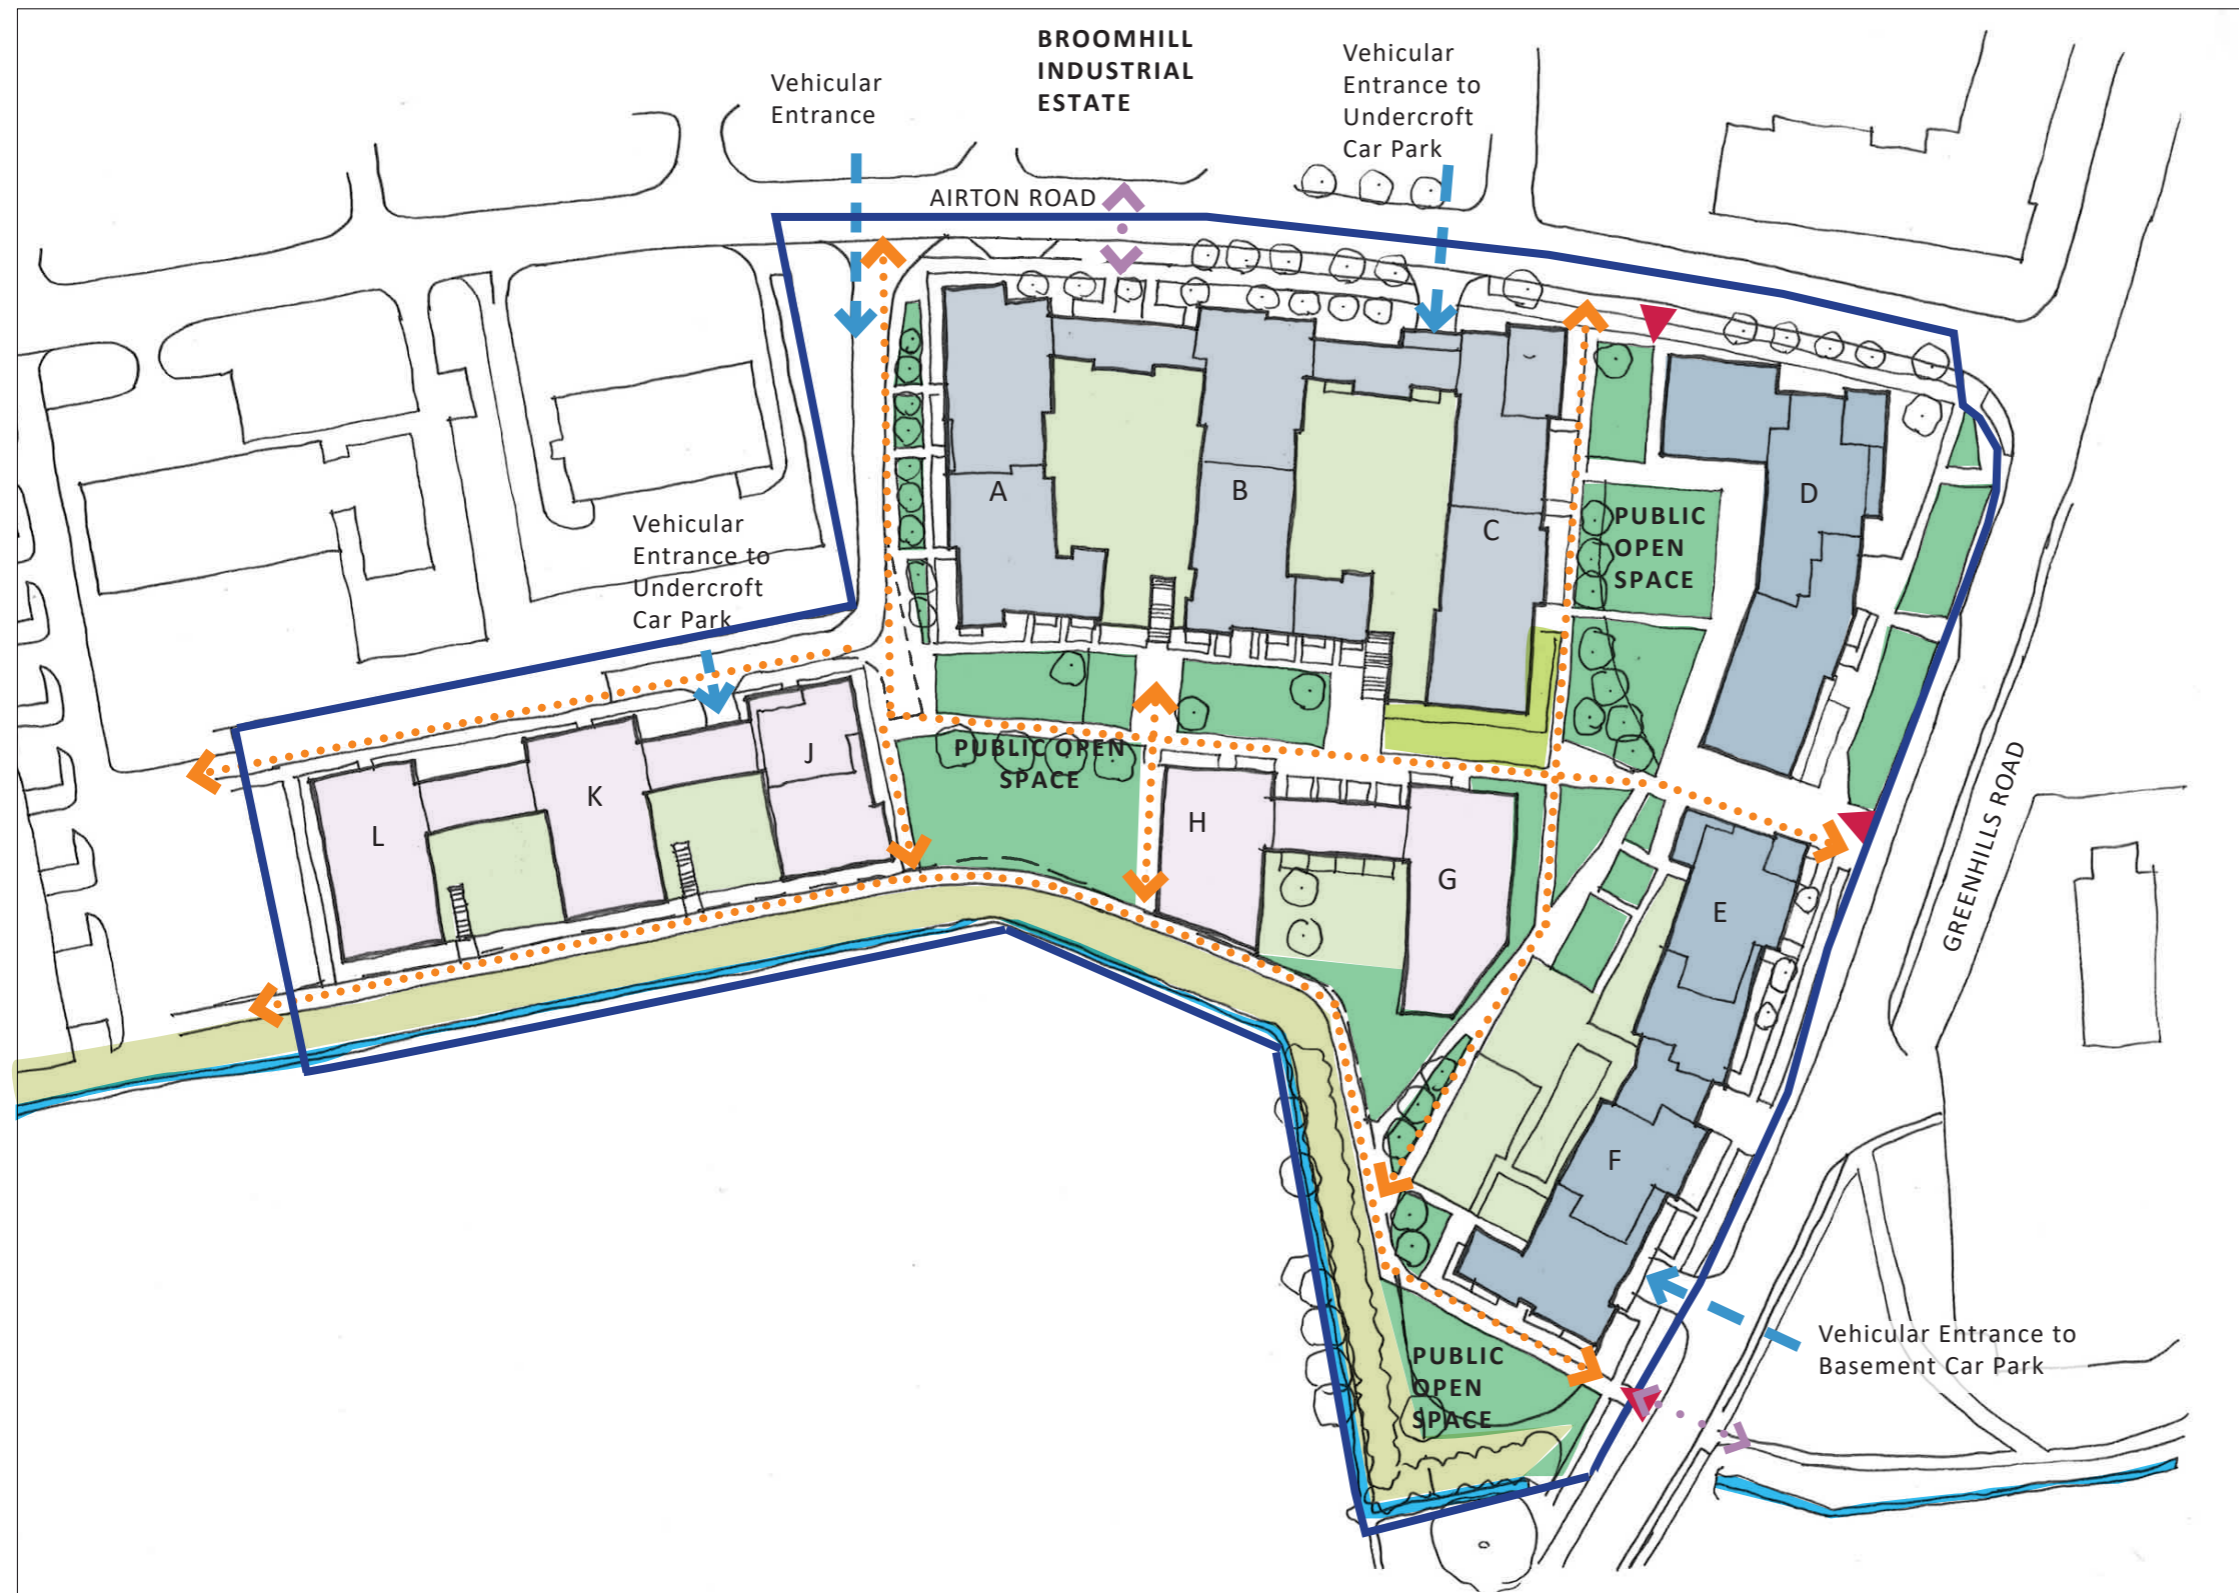 BROOMHILL
INDUSTRIAL
ESTATE
Vehicular
Entrance
Vehicular
Entrance to
Undercroft
Car Park
AIRTON ROAD
Vehicular
Entrance to
Undercroft
Car Park
A
B
C
D
PUBLIC
OPEN
SPACE
PUBLIC OPEN
SPACE
J
K
L
H
G
E
F
GREENHILLS ROAD
Vehicular Entrance to
Basement Car Park
PUBLIC
OPEN
SPACE